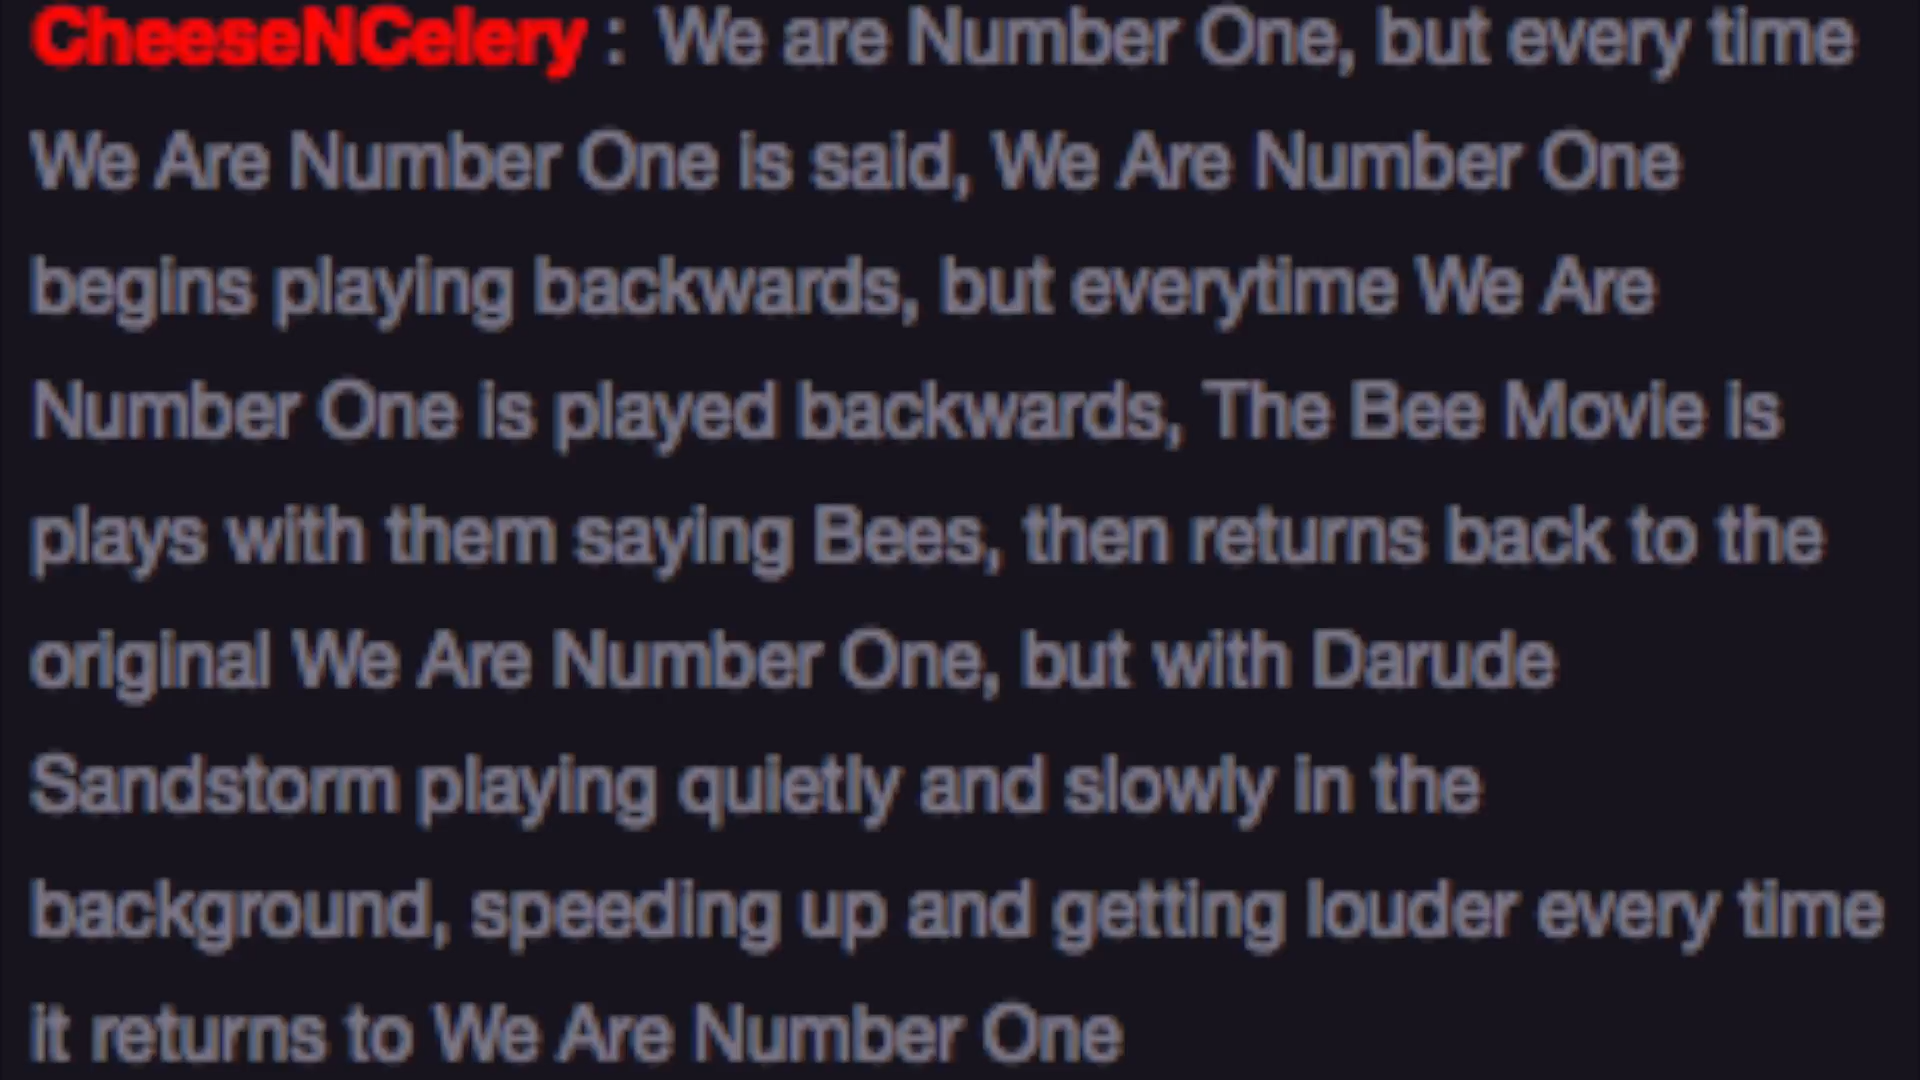 CheeseNCelery : We are Number One, but every time
We Are Number One is said, We Are Number One
begins playing backwards, but everytime We Are
Number One is played backwards, The Bee Movie is
plays with them saying Bees, then returns back to the
original We Are Number One, but with Darude
Sandstorm playing quietly and slowly in the
background, speeding up and getting louder every time
it returns to We Are Number One